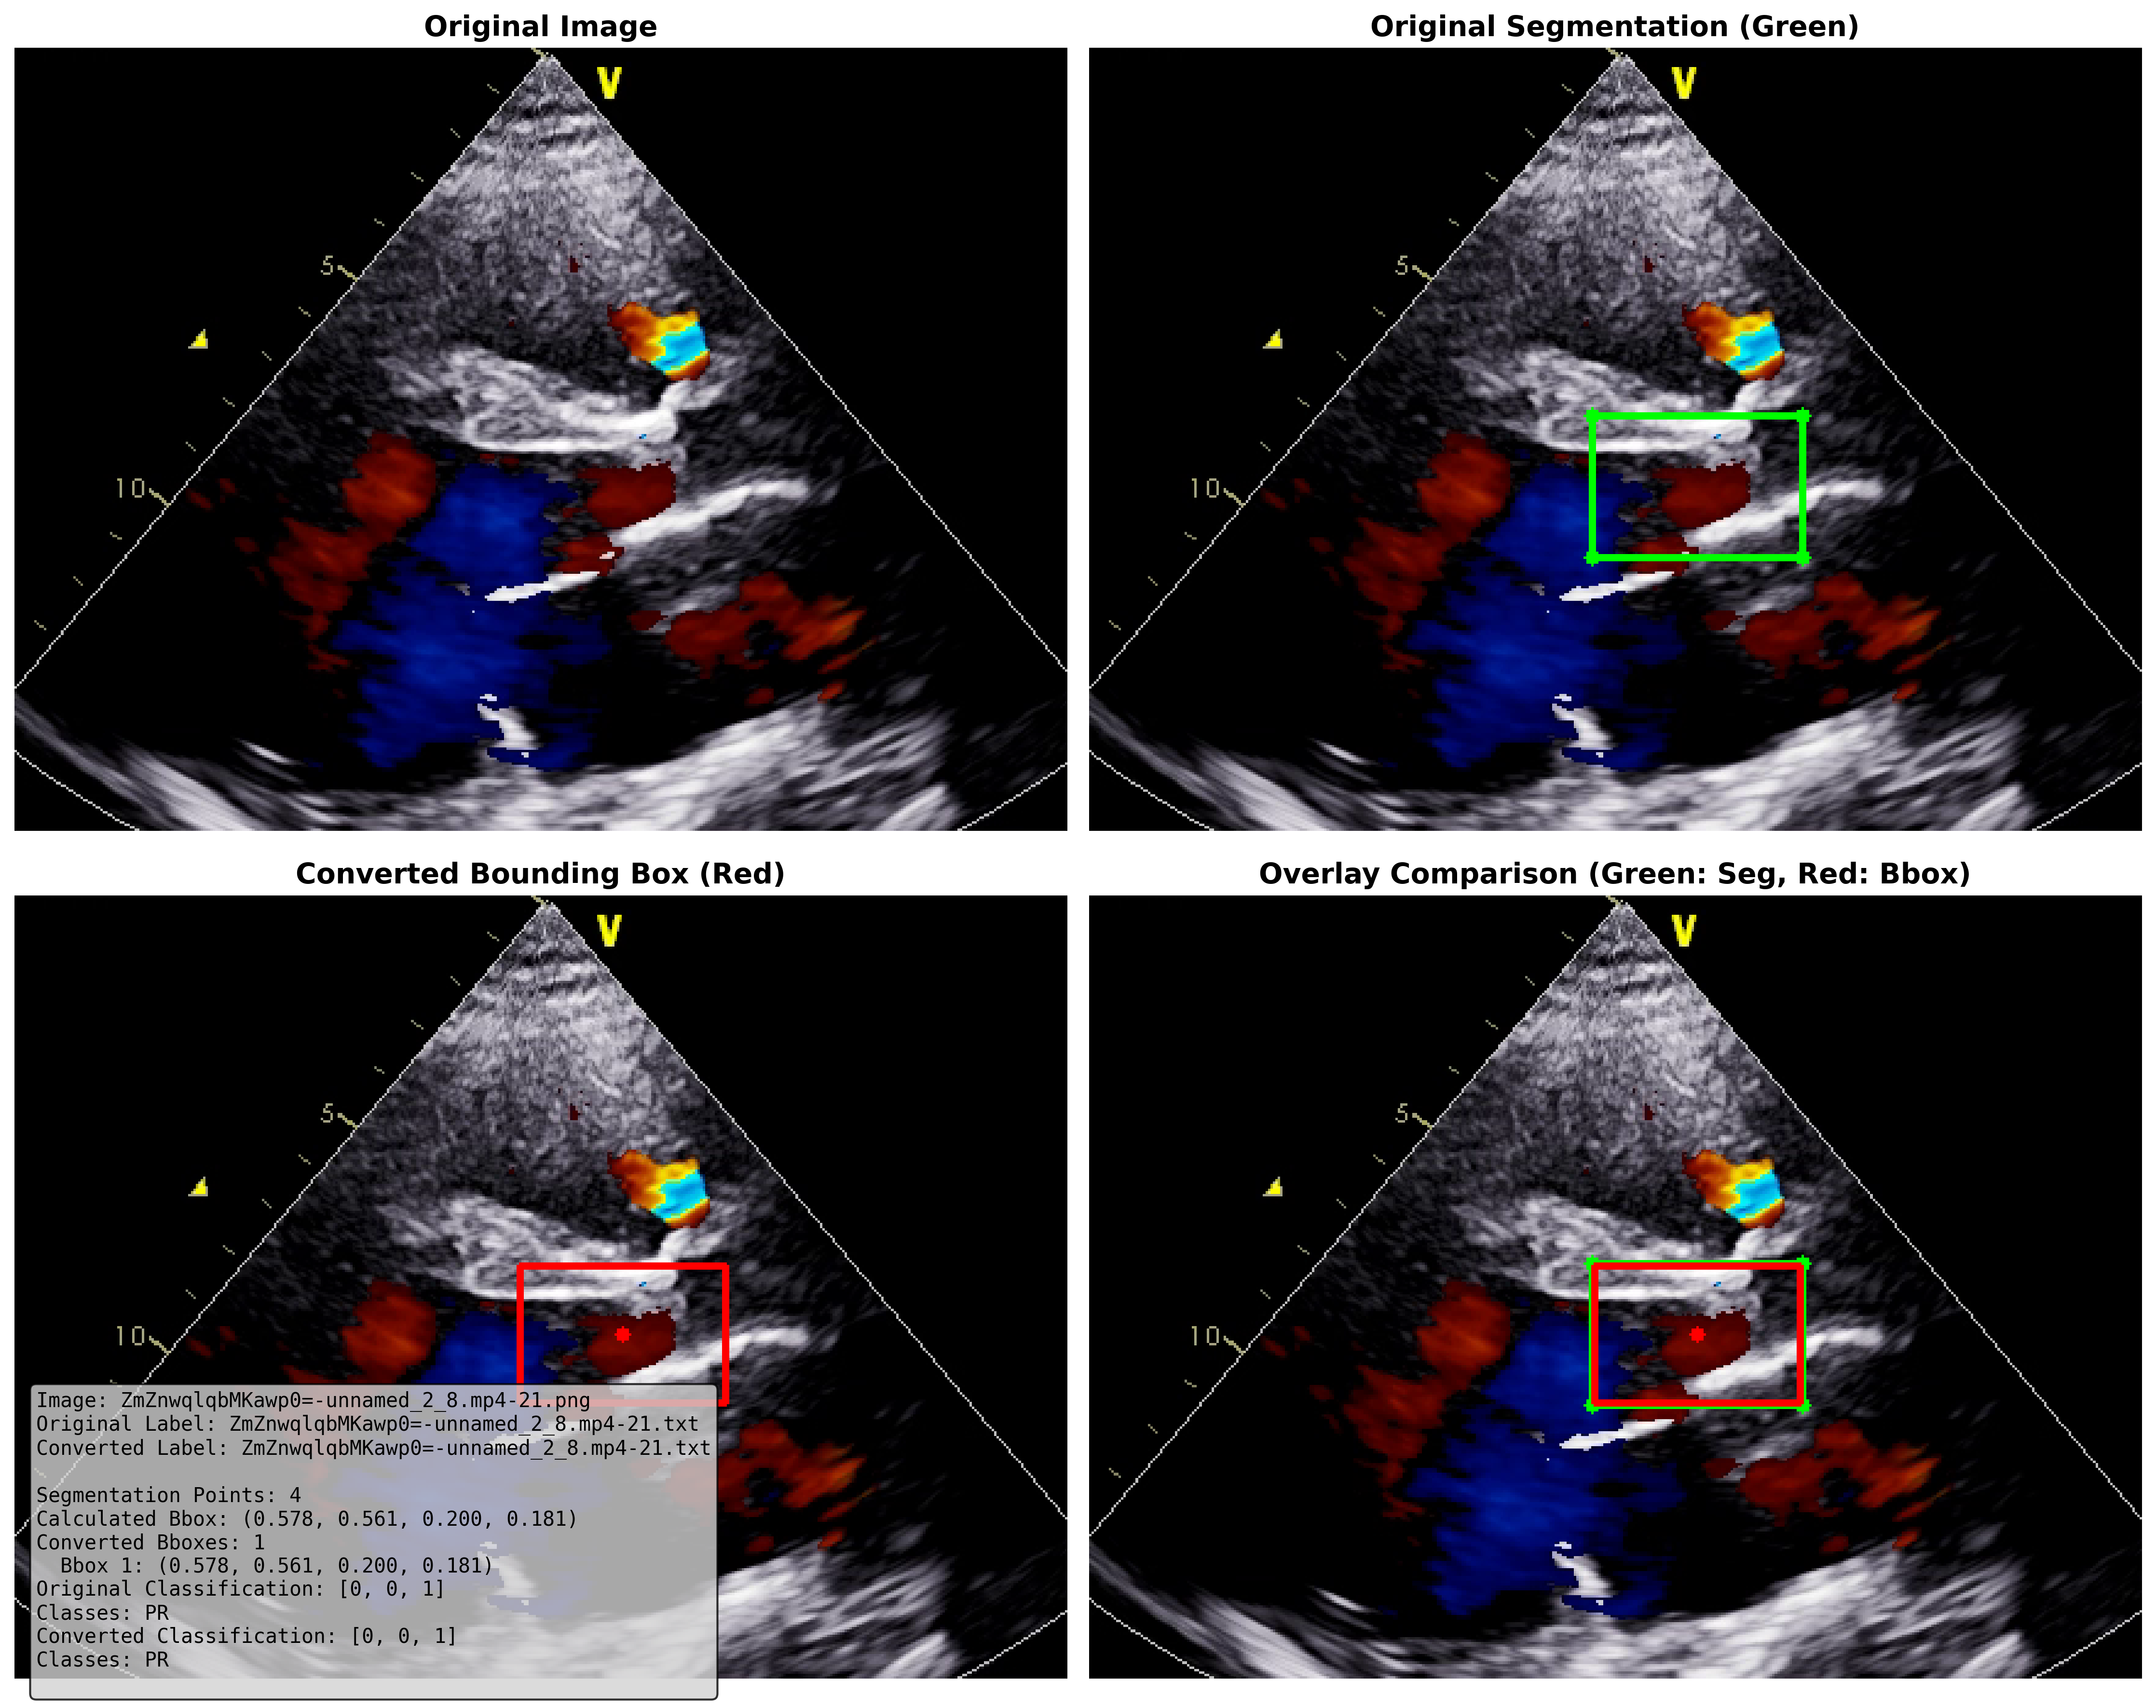 Original Image
Original Segmentation (Green)
V
5
10
V
5
10
Converted Bounding Box (Red)
Overlay Comparison (Green: Seg, Red: Bbox)
V
5
10
V
5
10
Image: ZmZnwqlqbMKawp0=-unnamed_2_8.mp4-21.png
Original Label: ZmZnwqlqbMKawp0=-unnamed_2_8.mp4-21.txt
Converted Label: ZmZnwqlqbMKawp0=-unnamed_2_8.mp4-21.txt
Segmentation Points: 4
Calculated Bbox: (0.578, 0.561, 0.200, 0.181)
Converted Bboxes: 1
Bbox 1: (0.578, 0.561, 0.200, 0.181)
Original Classification: [0, 0, 1]
Classes: PR
Converted Classification: [0, 0, 1]
Classes: PR